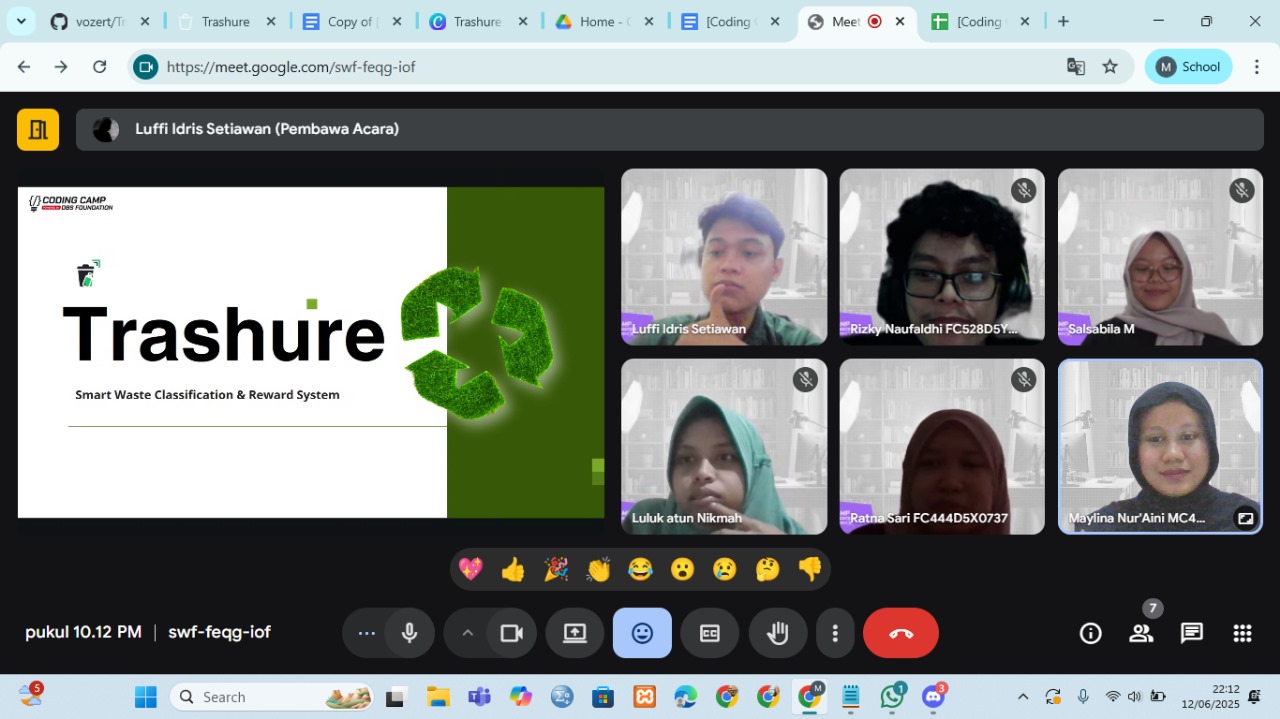 vozert/Tr
Trashure
Copy of [
Trashure
Home - G
[Coding
Meet
[Coding
https://meet.google.com/swf-feqg-iof
M School
Luffi Idris Setiawan (Pembawa Acara)
{/} CODING CAMP
DBS FOUNDATION
Trashure
Smart Waste Classification & Reward System
Luffi Idris Setiawan
Rizky Naufaldhi FC528D5Y...
Salsabila M
Luluk atun Nikmah
Ratna Sari FC444D5X0737
Maylina Nur'Aini MC4...
pukul 10.12 PM | swf-feqg-iof
CC
7
5
Search
M
1
3
22:12
12/06/2025